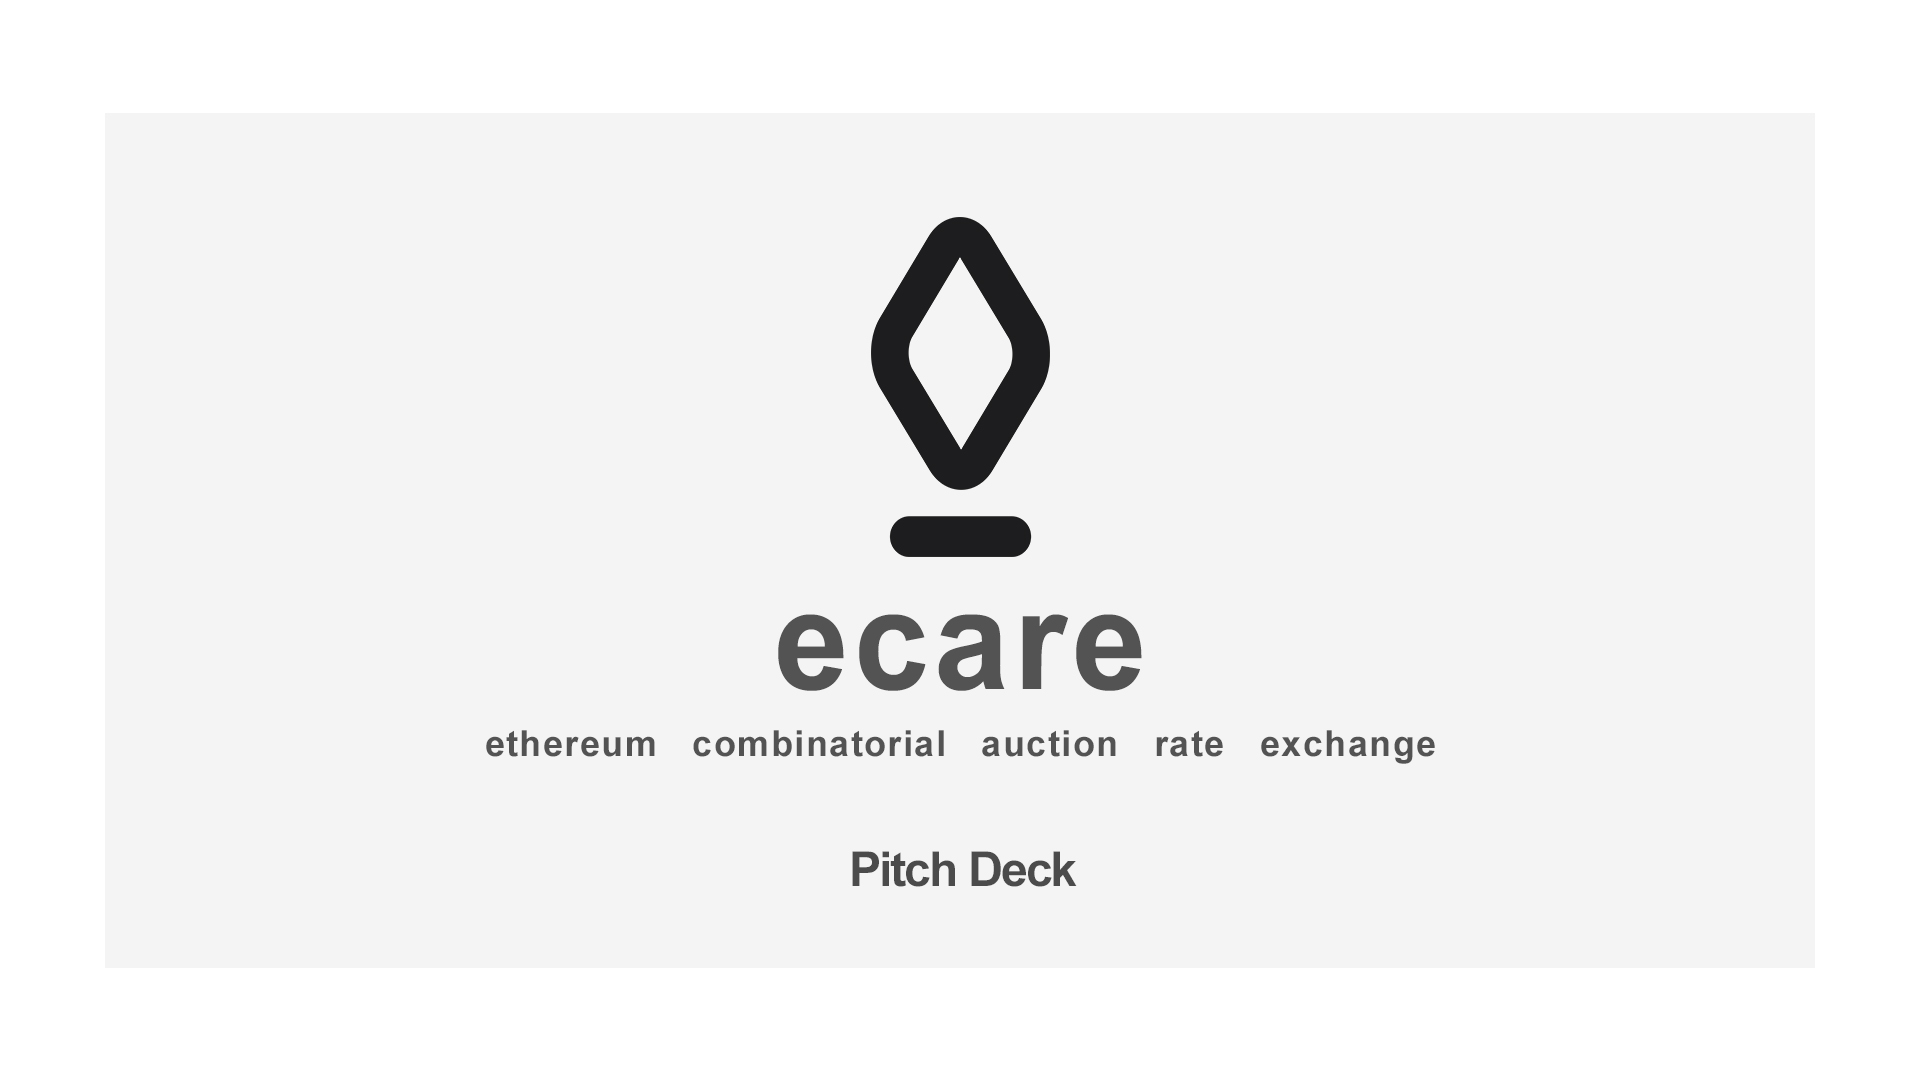 ecare
ethereum combinatorial auction rate exchange
Pitch Deck